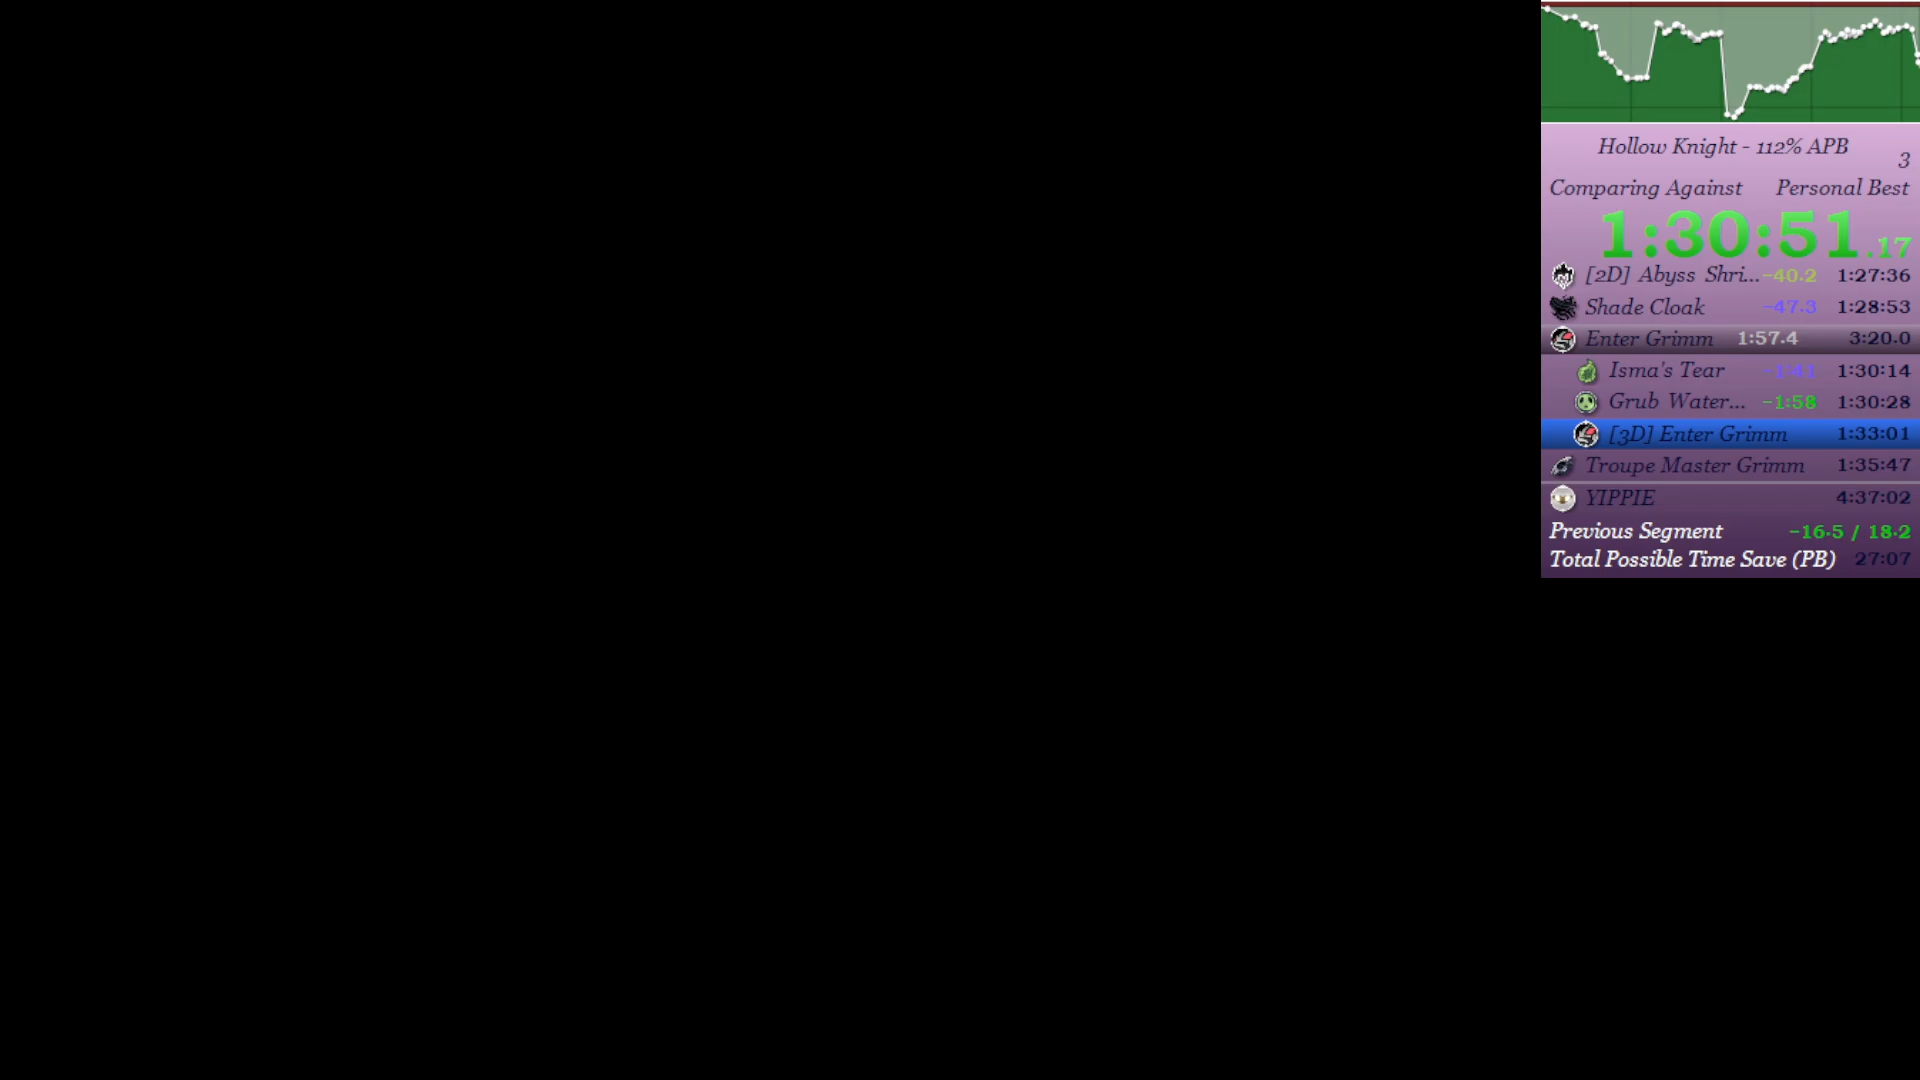 Hollow Knight - 112% APB
3
Comparing Against Personal Best
1:30:51.17
[2D] Abyss Shri... -40.2 1:27:36
Shade Cloak -47.3 1:28:53
Enter Grimm 1:57.4 3:20.0
Isma's Tear -1:41 1:30:14
Grub Water... -1:58 1:30:28
[3D] Enter Grimm 1:33:01
Troupe Master Grimm 1:35:47
YIPPIE 4:37:02
Previous Segment -16.5 / 18.2
Total Possible Time Save (PB) 27:07